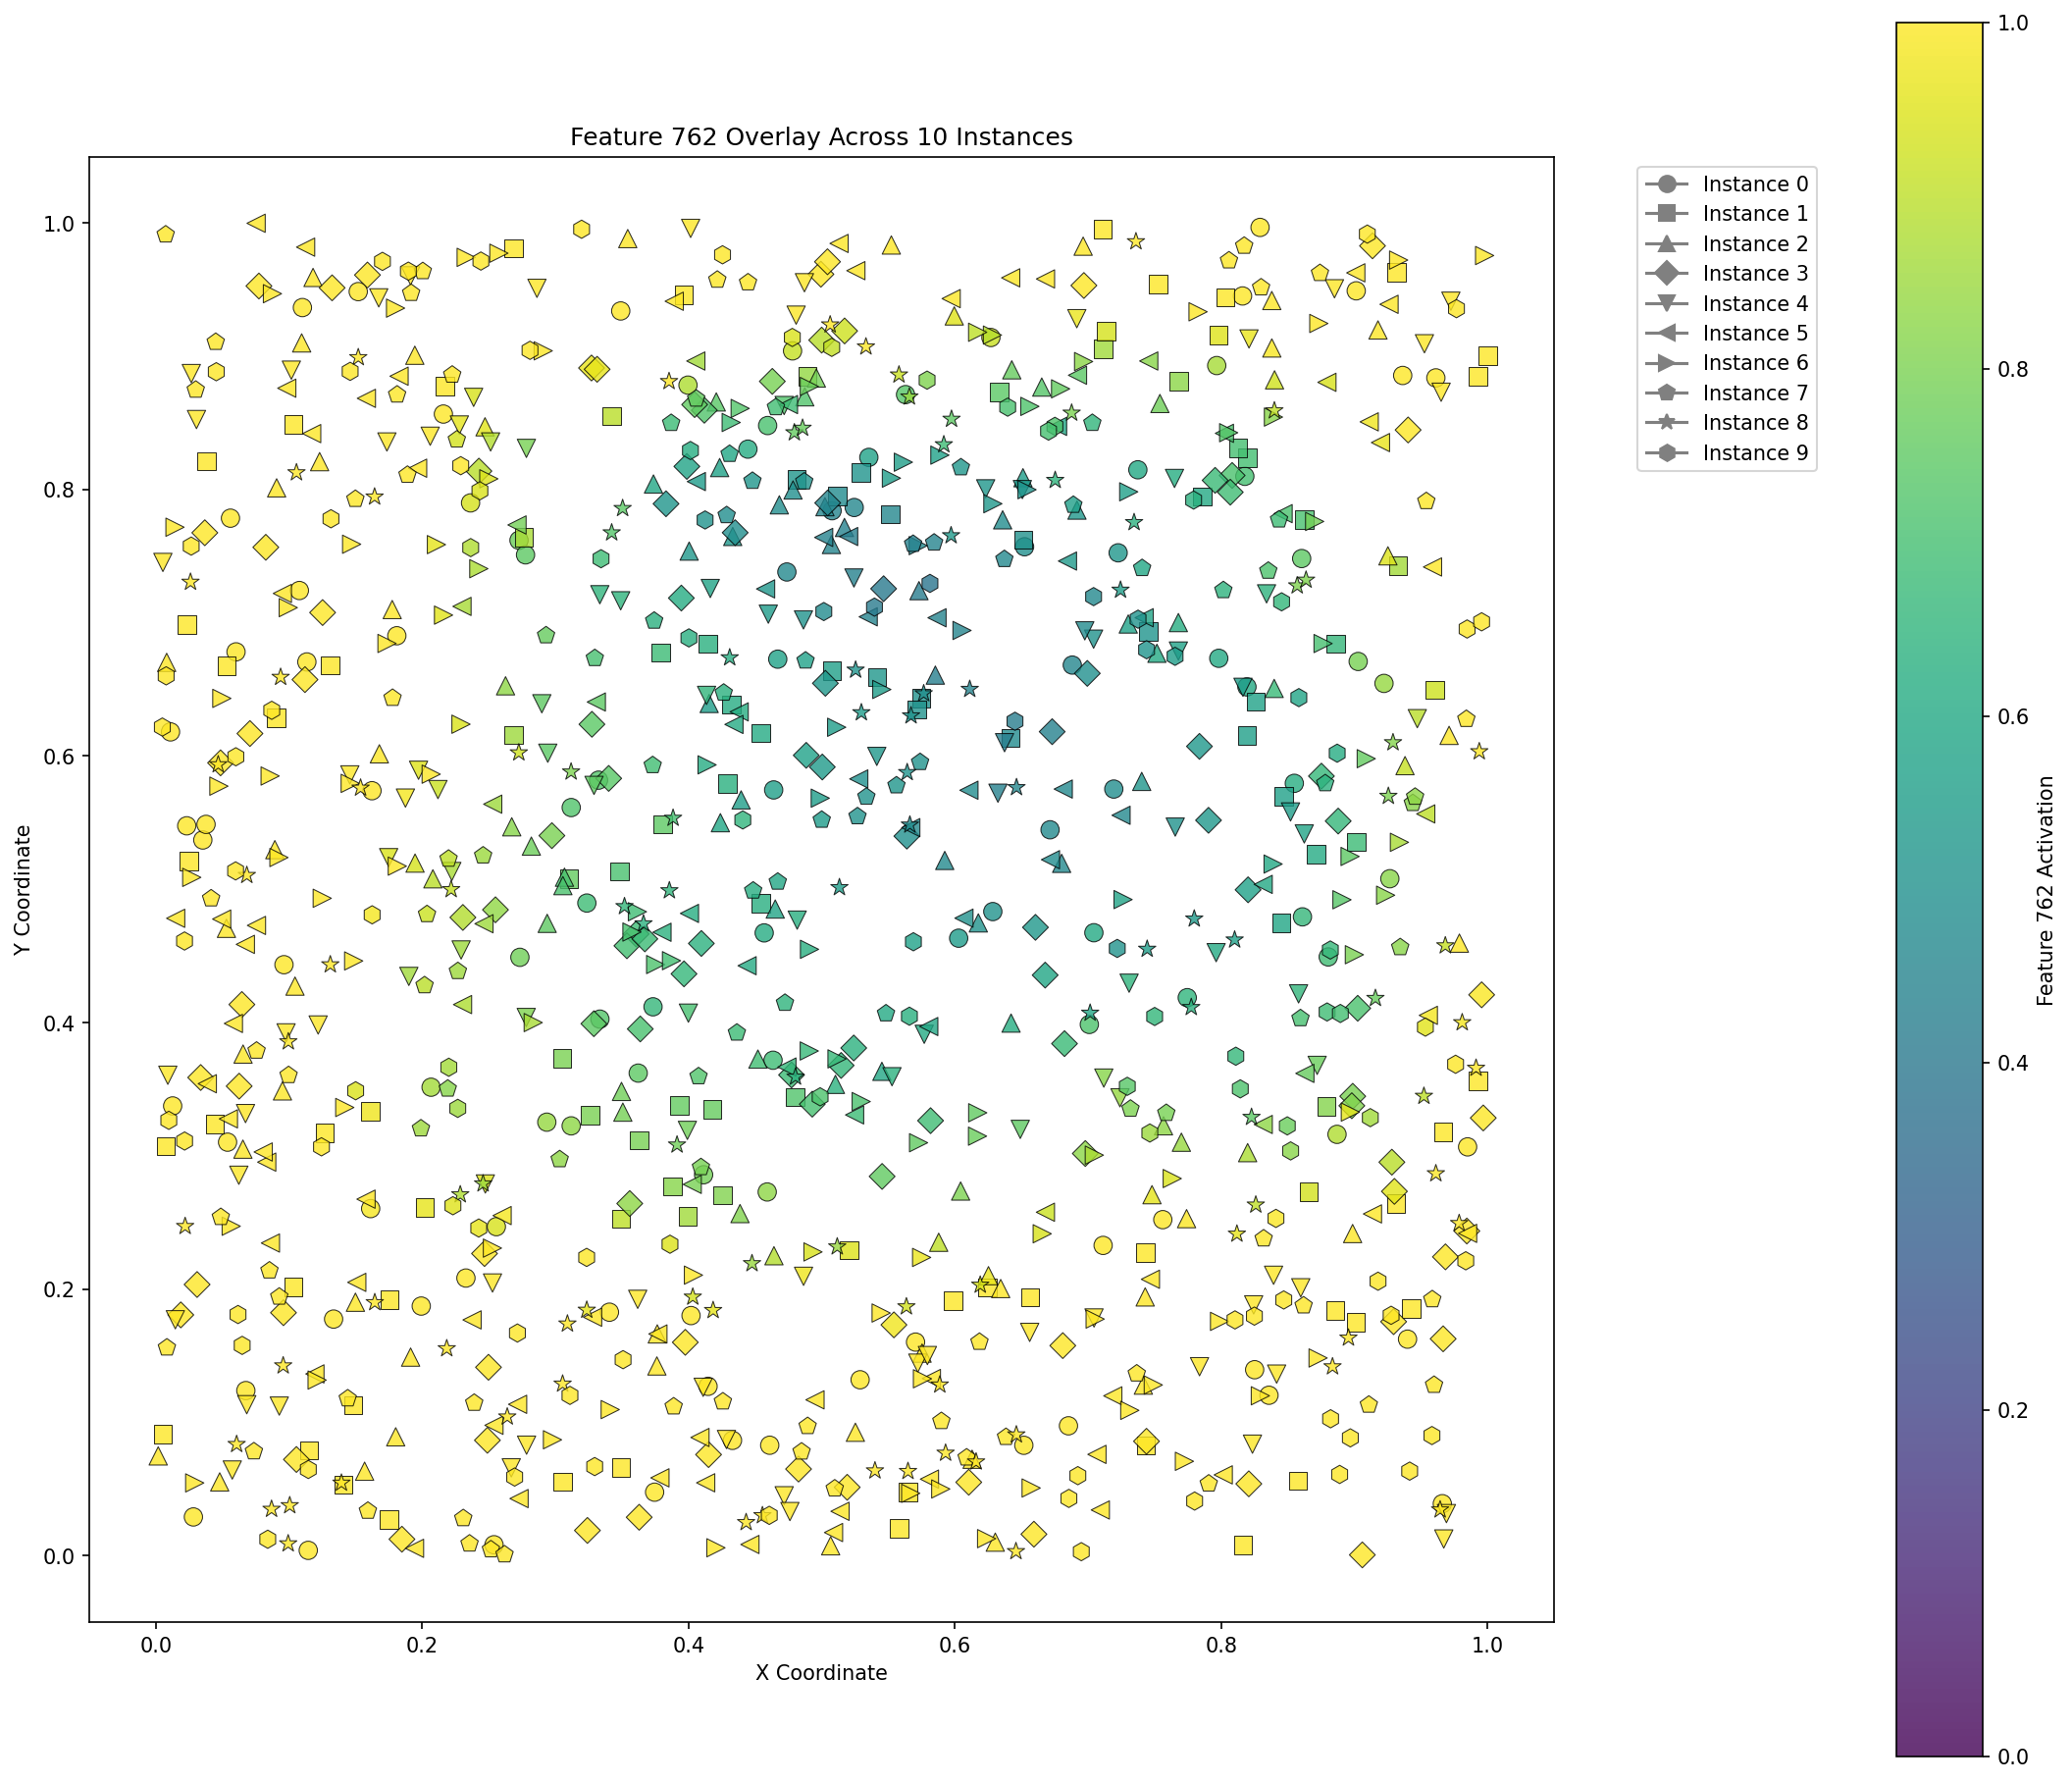 Feature 762 Overlay Across 10 Instances
Y Coordinate
1.0
0.8
0.6
0.4
0.2
0.0
0.0 0.2 0.4 0.6 0.8 1.0
X Coordinate
Instance 0
Instance 1
Instance 2
Instance 3
Instance 4
Instance 5
Instance 6
Instance 7
Instance 8
Instance 9
1.0
0.8
0.6
0.4
0.2
0.0
Feature 762 Activation